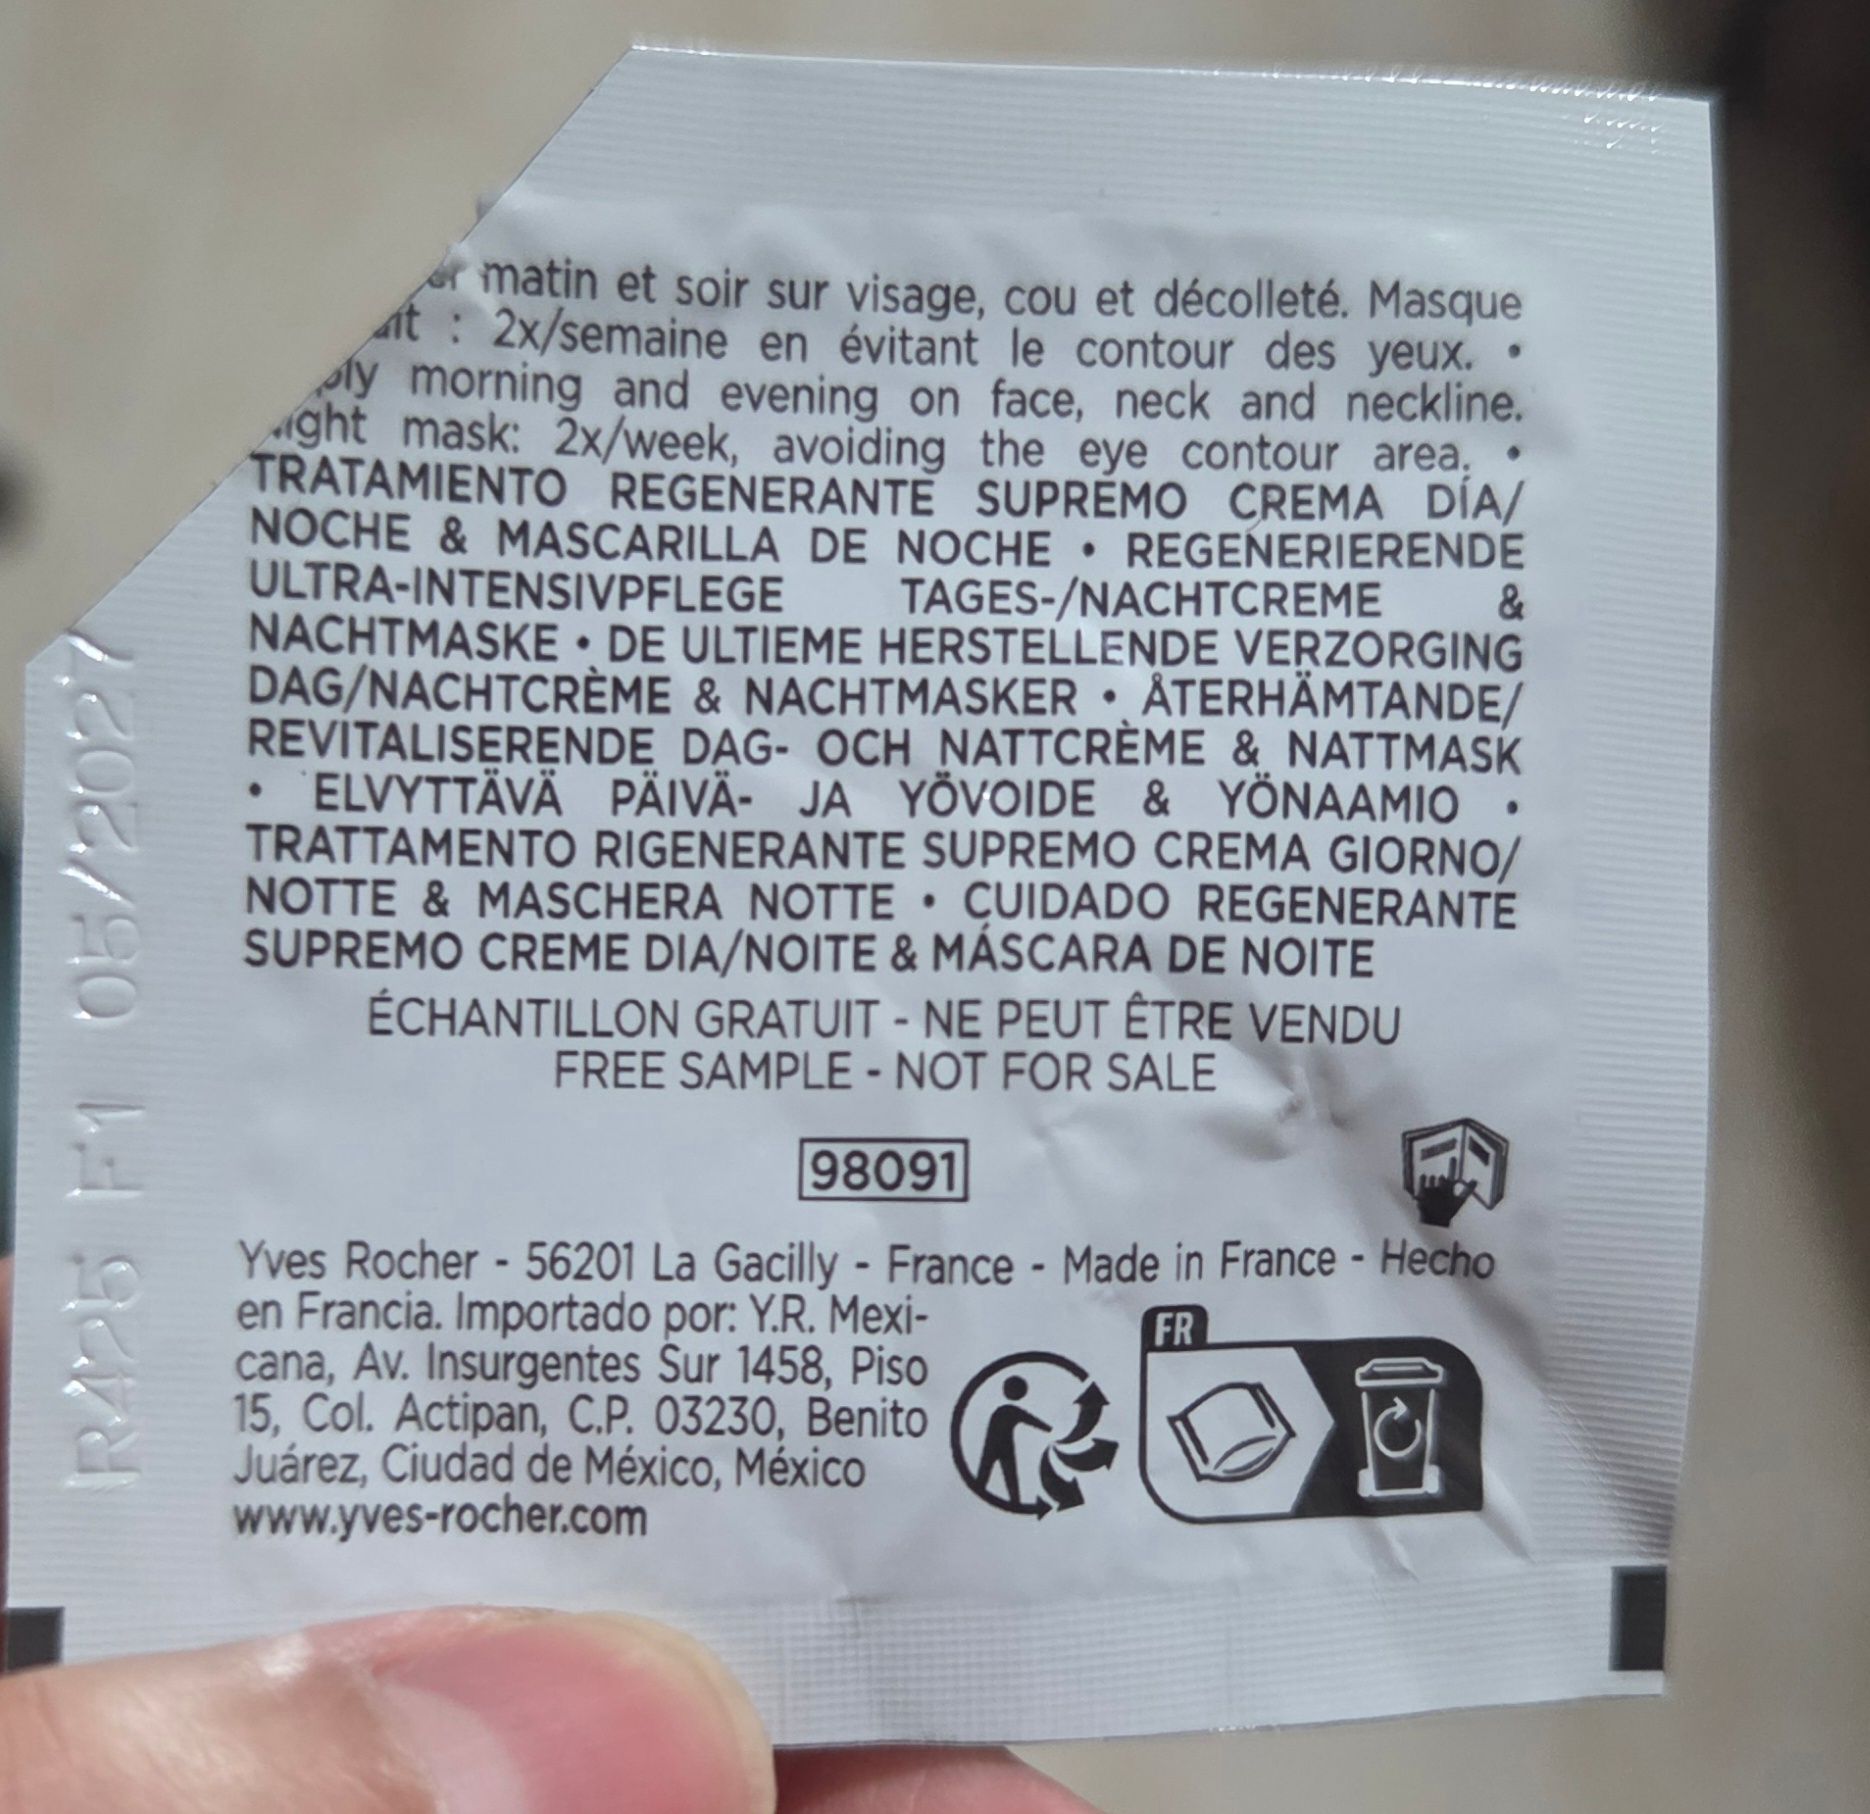 matin et soir sur visage, cou et décolleté. Masque
: 2x/semaine en évitant le contour des yeux. •
morning and evening on face, neck and neckline.
mask: 2x/week, avoiding the eye contour area. •
TRATAMIENTO REGENERANTE SUPREMO CREMA DÍA/
NOCHE & MASCARILLA DE NOCHE • REGENERIERENDE
ULTRA-INTENSIVPFLEGE TAGES-/NACHTCREME &
NACHTMASKE • DE ULTIEME HERSTELLENDE VERZORGING
DAG/NACHTCRÈME & NACHTMASKER • ÅTERHÄMTANDE/
REVITALISERENDE DAG- OCH NATTCRÈME & NATTMASK
• ELVYTTÄVÄ PÄIVÄ- JA YÖVOIDE & YÖNAAMIO •
TRATTAMENTO RIGENERANTE SUPREMO CREMA GIORNO/
NOTTE & MASCHERA NOTTE • CUIDADO REGENERANTE
SUPREMO CREME DIA/NOITE & MÁSCARA DE NOITE
ÉCHANTILLON GRATUIT - NE PEUT ÊTRE VENDU
FREE SAMPLE - NOT FOR SALE
98091
Yves Rocher - 56201 La Gacilly - France - Made in France - Hecho
en Francia. Importado por: Y.R. Mexi-
cana, Av. Insurgentes Sur 1458, Piso
15, Col. Actipan, C.P. 03230, Benito
Juárez, Ciudad de México, México
www.yves-rocher.com
FR
R425 F1 05/2027